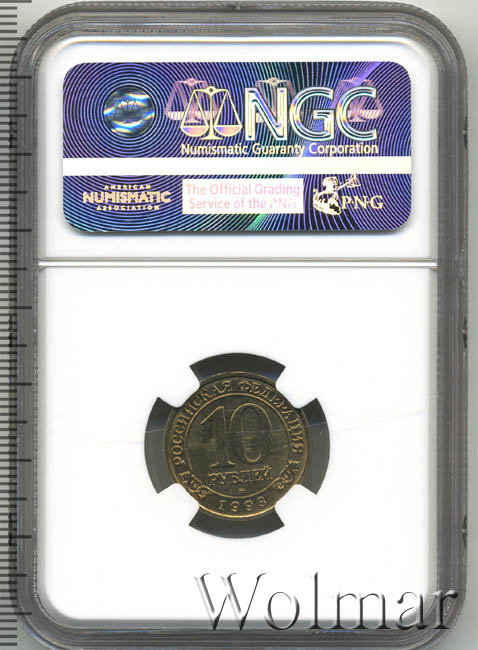 NGC
Numismatic Guaranty Corporation
AMERICAN
NUMISMATIC
ASSOCIATION
The Official Grading
Service of the PNG
PNG
РОССИЙСКАЯ ФЕДЕРАЦИЯ
10
РУБЛЕЙ
1993
Wolmar